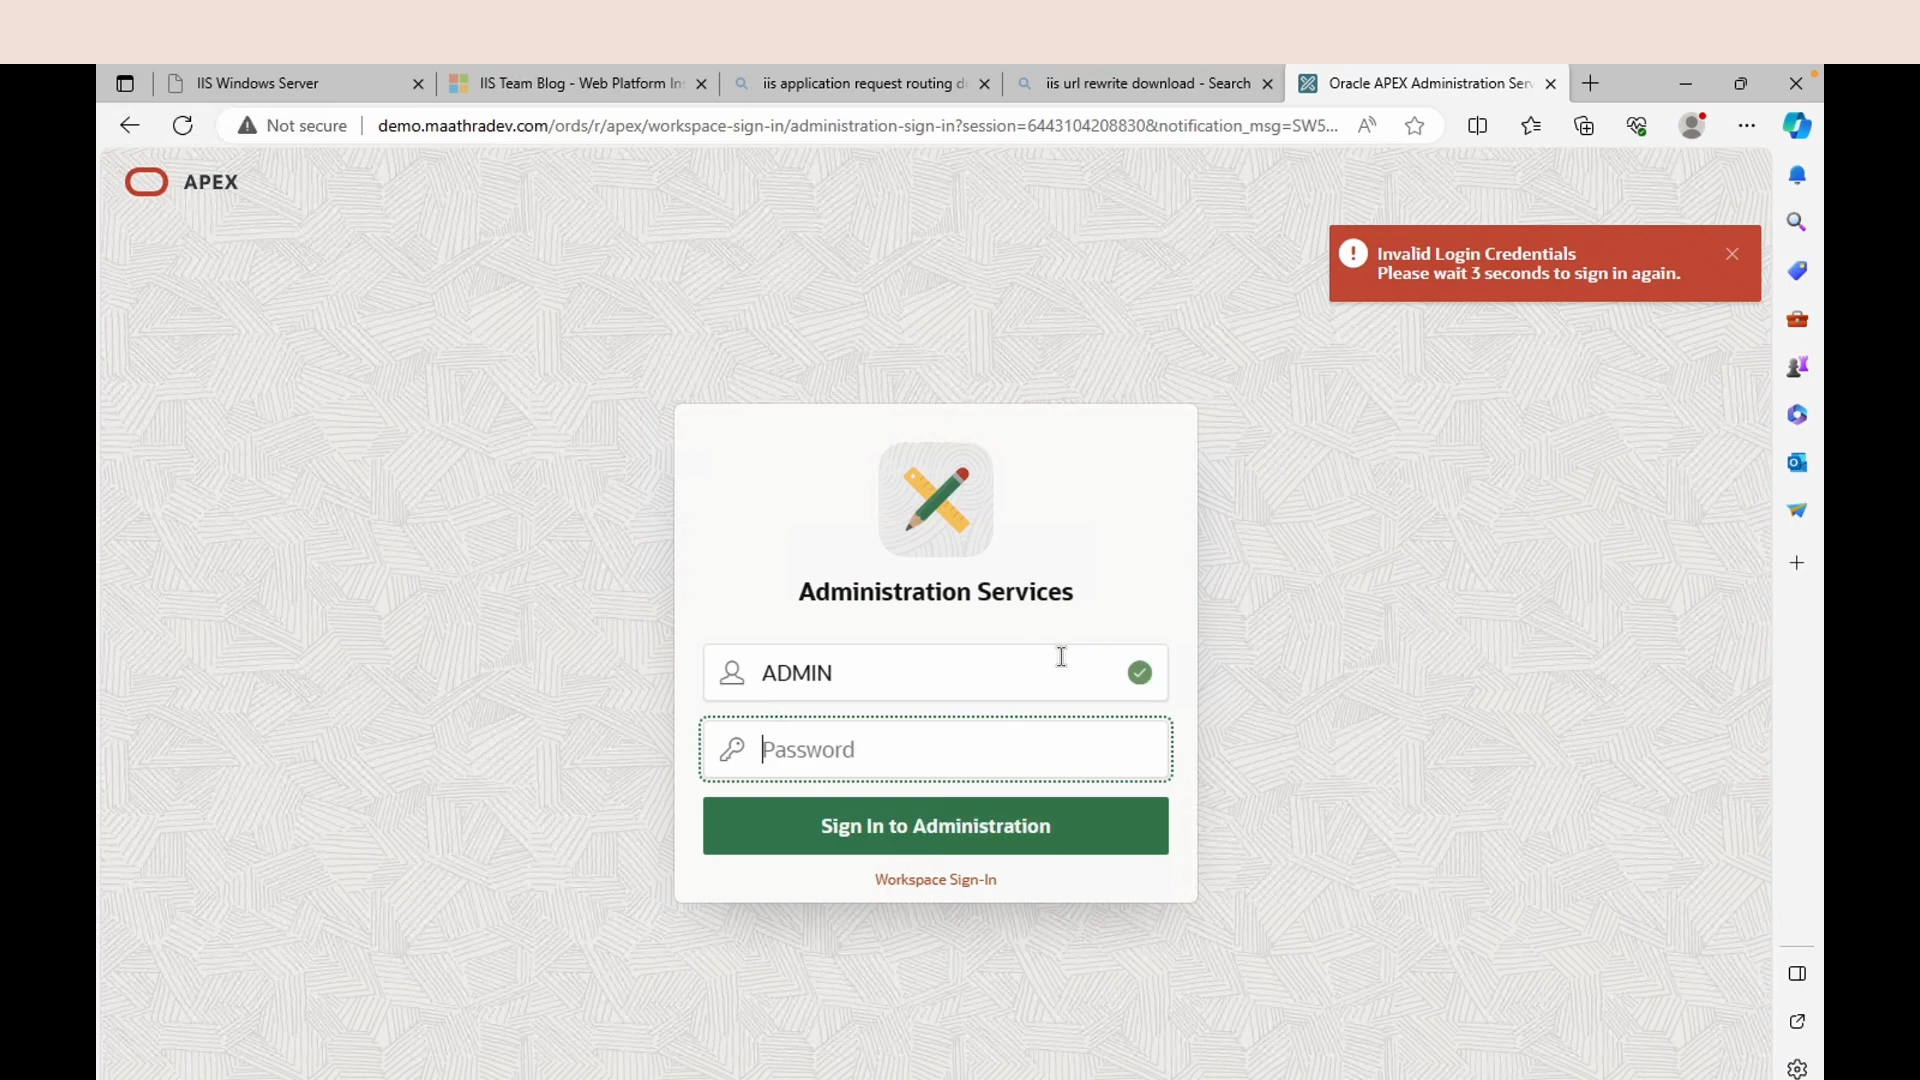 IIS Windows Server
IIS Team Blog - Web Platform In
iis application request routing d
iis url rewrite download - Search
Oracle APEX Administration Serv
Not secure
demo.maathradev.com/ords/r/apex/workspace-sign-in/administration-sign-in?session=6443104208830&notification_msg=SW5...
APEX
Invalid Login Credentials
Please wait 3 seconds to sign in again.
Administration Services
ADMIN
Password
Sign In to Administration
Workspace Sign-In